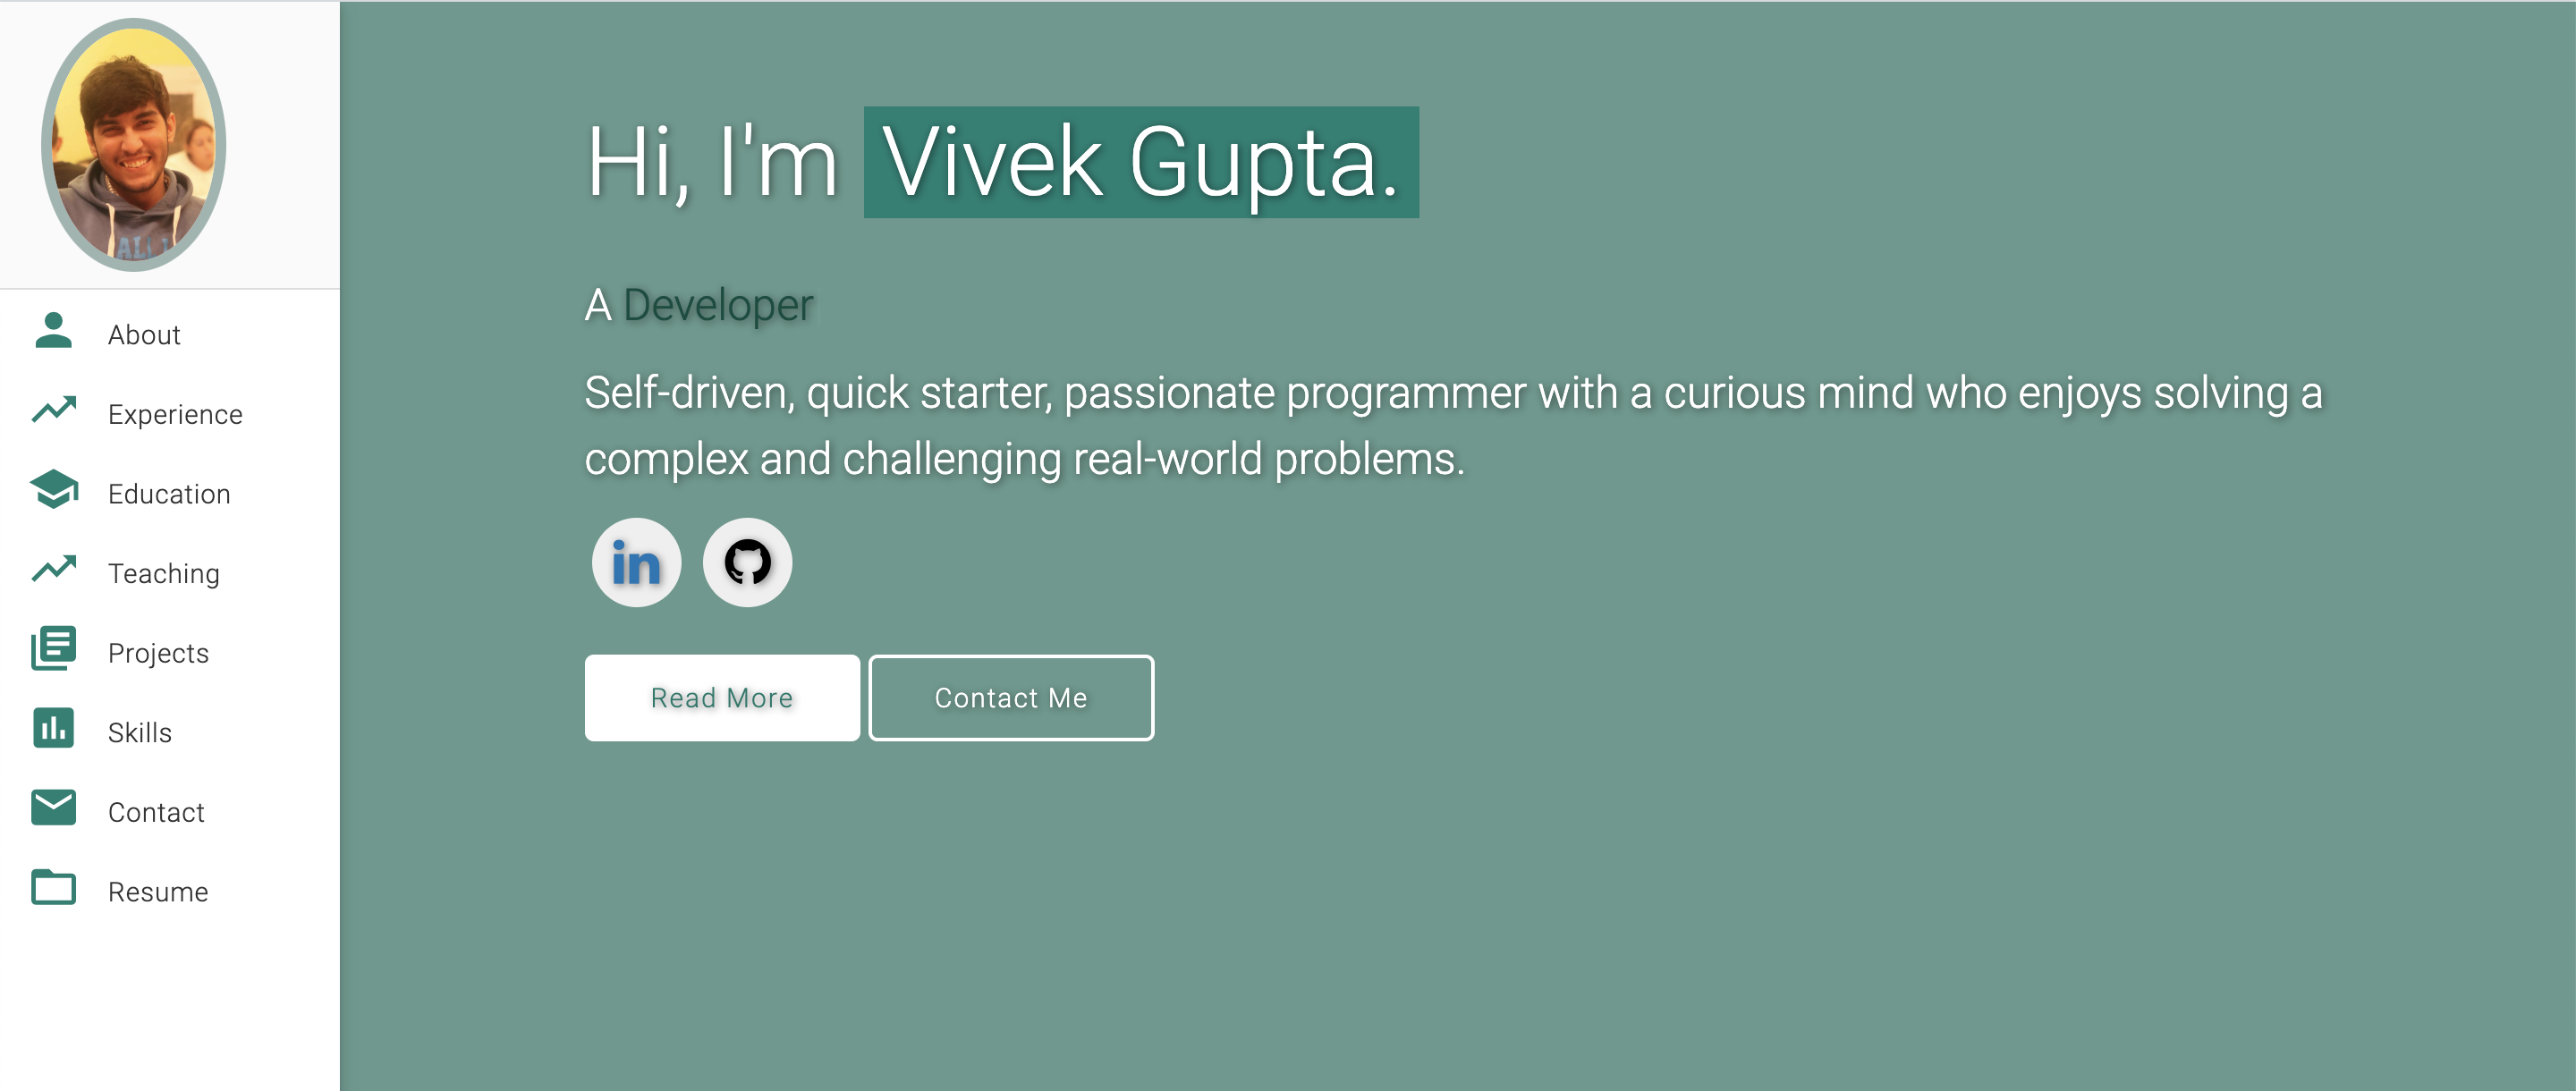 Hi, I'm Vivek Gupta.
A Developer
Self-driven, quick starter, passionate programmer with a curious mind who enjoys solving a
complex and challenging real-world problems.
in
Read More
Contact Me
About
Experience
Education
Teaching
Projects
Skills
Contact
Resume